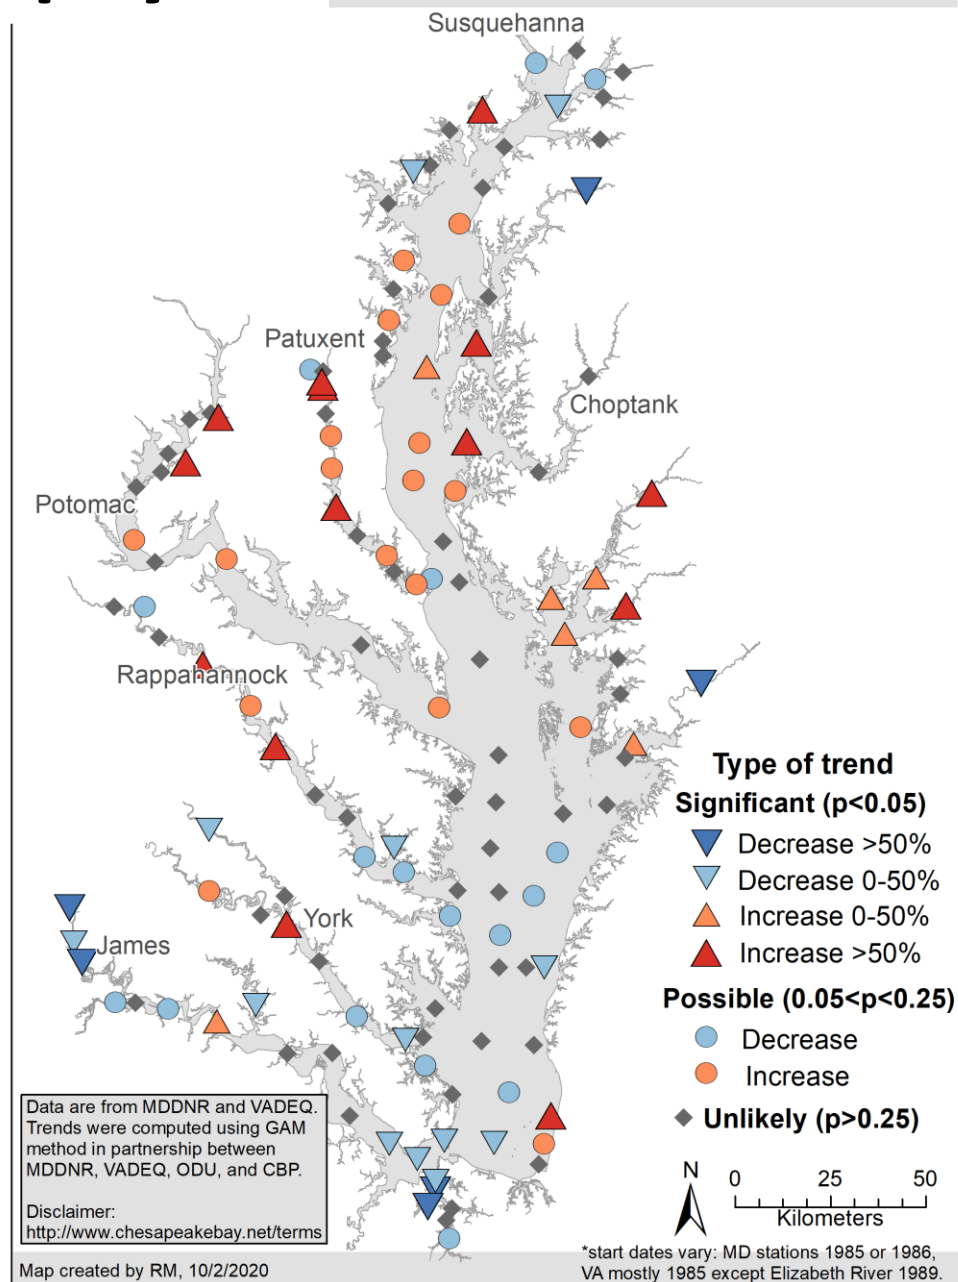 Susquehanna
Patuxent
Choptank
Potomac
Rappahannock
York
James
Type of trend
Significant (p<0.05)
Decrease >50%
Decrease 0-50%
Increase 0-50%
Increase >50%
Possible (0.05<p<0.25)
Decrease
Increase
Unlikely (p>0.25)
Data are from MDDNR and VADEQ.
Trends were computed using GAM
method in partnership between
MDDNR, VADEQ, ODU, and CBP.
Disclaimer:
http://www.chesapeakebay.net/terms
N
0 25 50
Kilometers
*start dates vary: MD stations 1985 or 1986,
VA mostly 1985 except Elizabeth River 1989.
Map created by RM, 10/2/2020